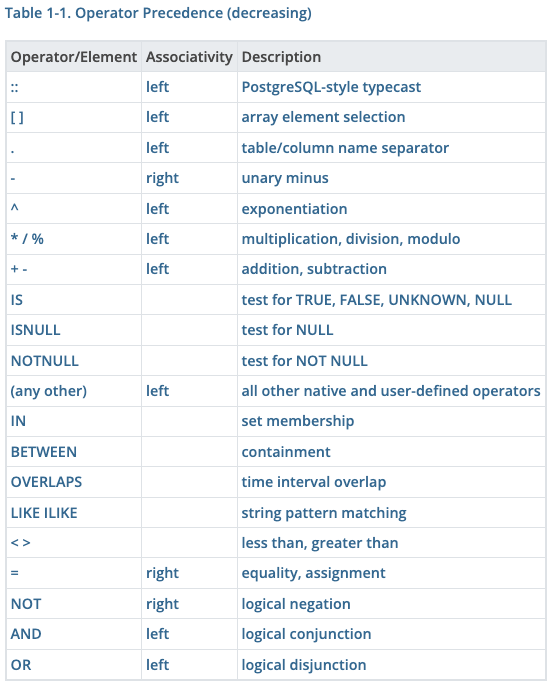 Table 1-1. Operator Precedence (decreasing)
Operator/Element Associativity Description
:: left PostgreSQL-style typecast
[ ] left array element selection
. left table/column name separator
- right unary minus
^ left exponentiation
* / % left multiplication, division, modulo
+ - left addition, subtraction
IS test for TRUE, FALSE, UNKNOWN, NULL
ISNULL test for NULL
NOTNULL test for NOT NULL
(any other) left all other native and user-defined operators
IN set membership
BETWEEN containment
OVERLAPS time interval overlap
LIKE ILIKE string pattern matching
< > less than, greater than
= right equality, assignment
NOT right logical negation
AND left logical conjunction
OR left logical disjunction